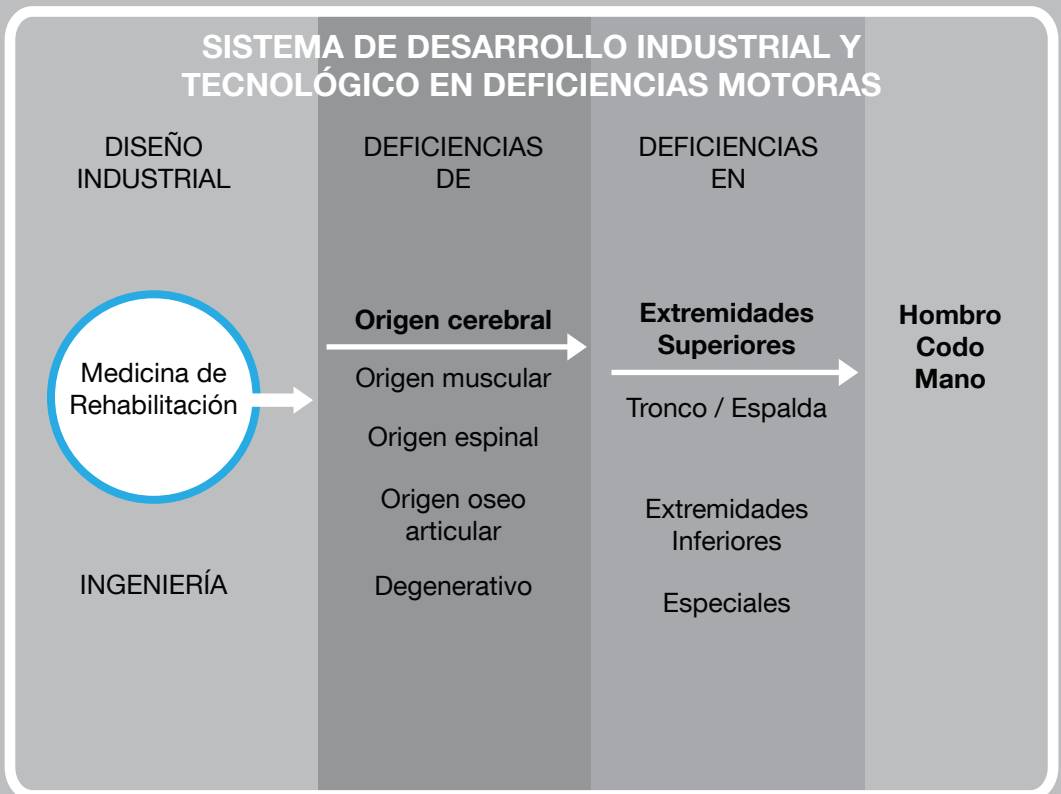 SISTEMA DE DESARROLLO INDUSTRIAL Y
TECNOLÓGICO EN DEFICIENCIAS MOTORAS
DISEÑO
INDUSTRIAL
Medicina de
Rehabilitación
INGENIERÍA
DEFICIENCIAS
DE
Origen cerebral
Origen muscular
Origen espinal
Origen oseo
articular
Degenerativo
DEFICIENCIAS
EN
Extremidades
Superiores
Tronco / Espalda
Extremidades
Inferiores
Especiales
Hombro
Codo
Mano